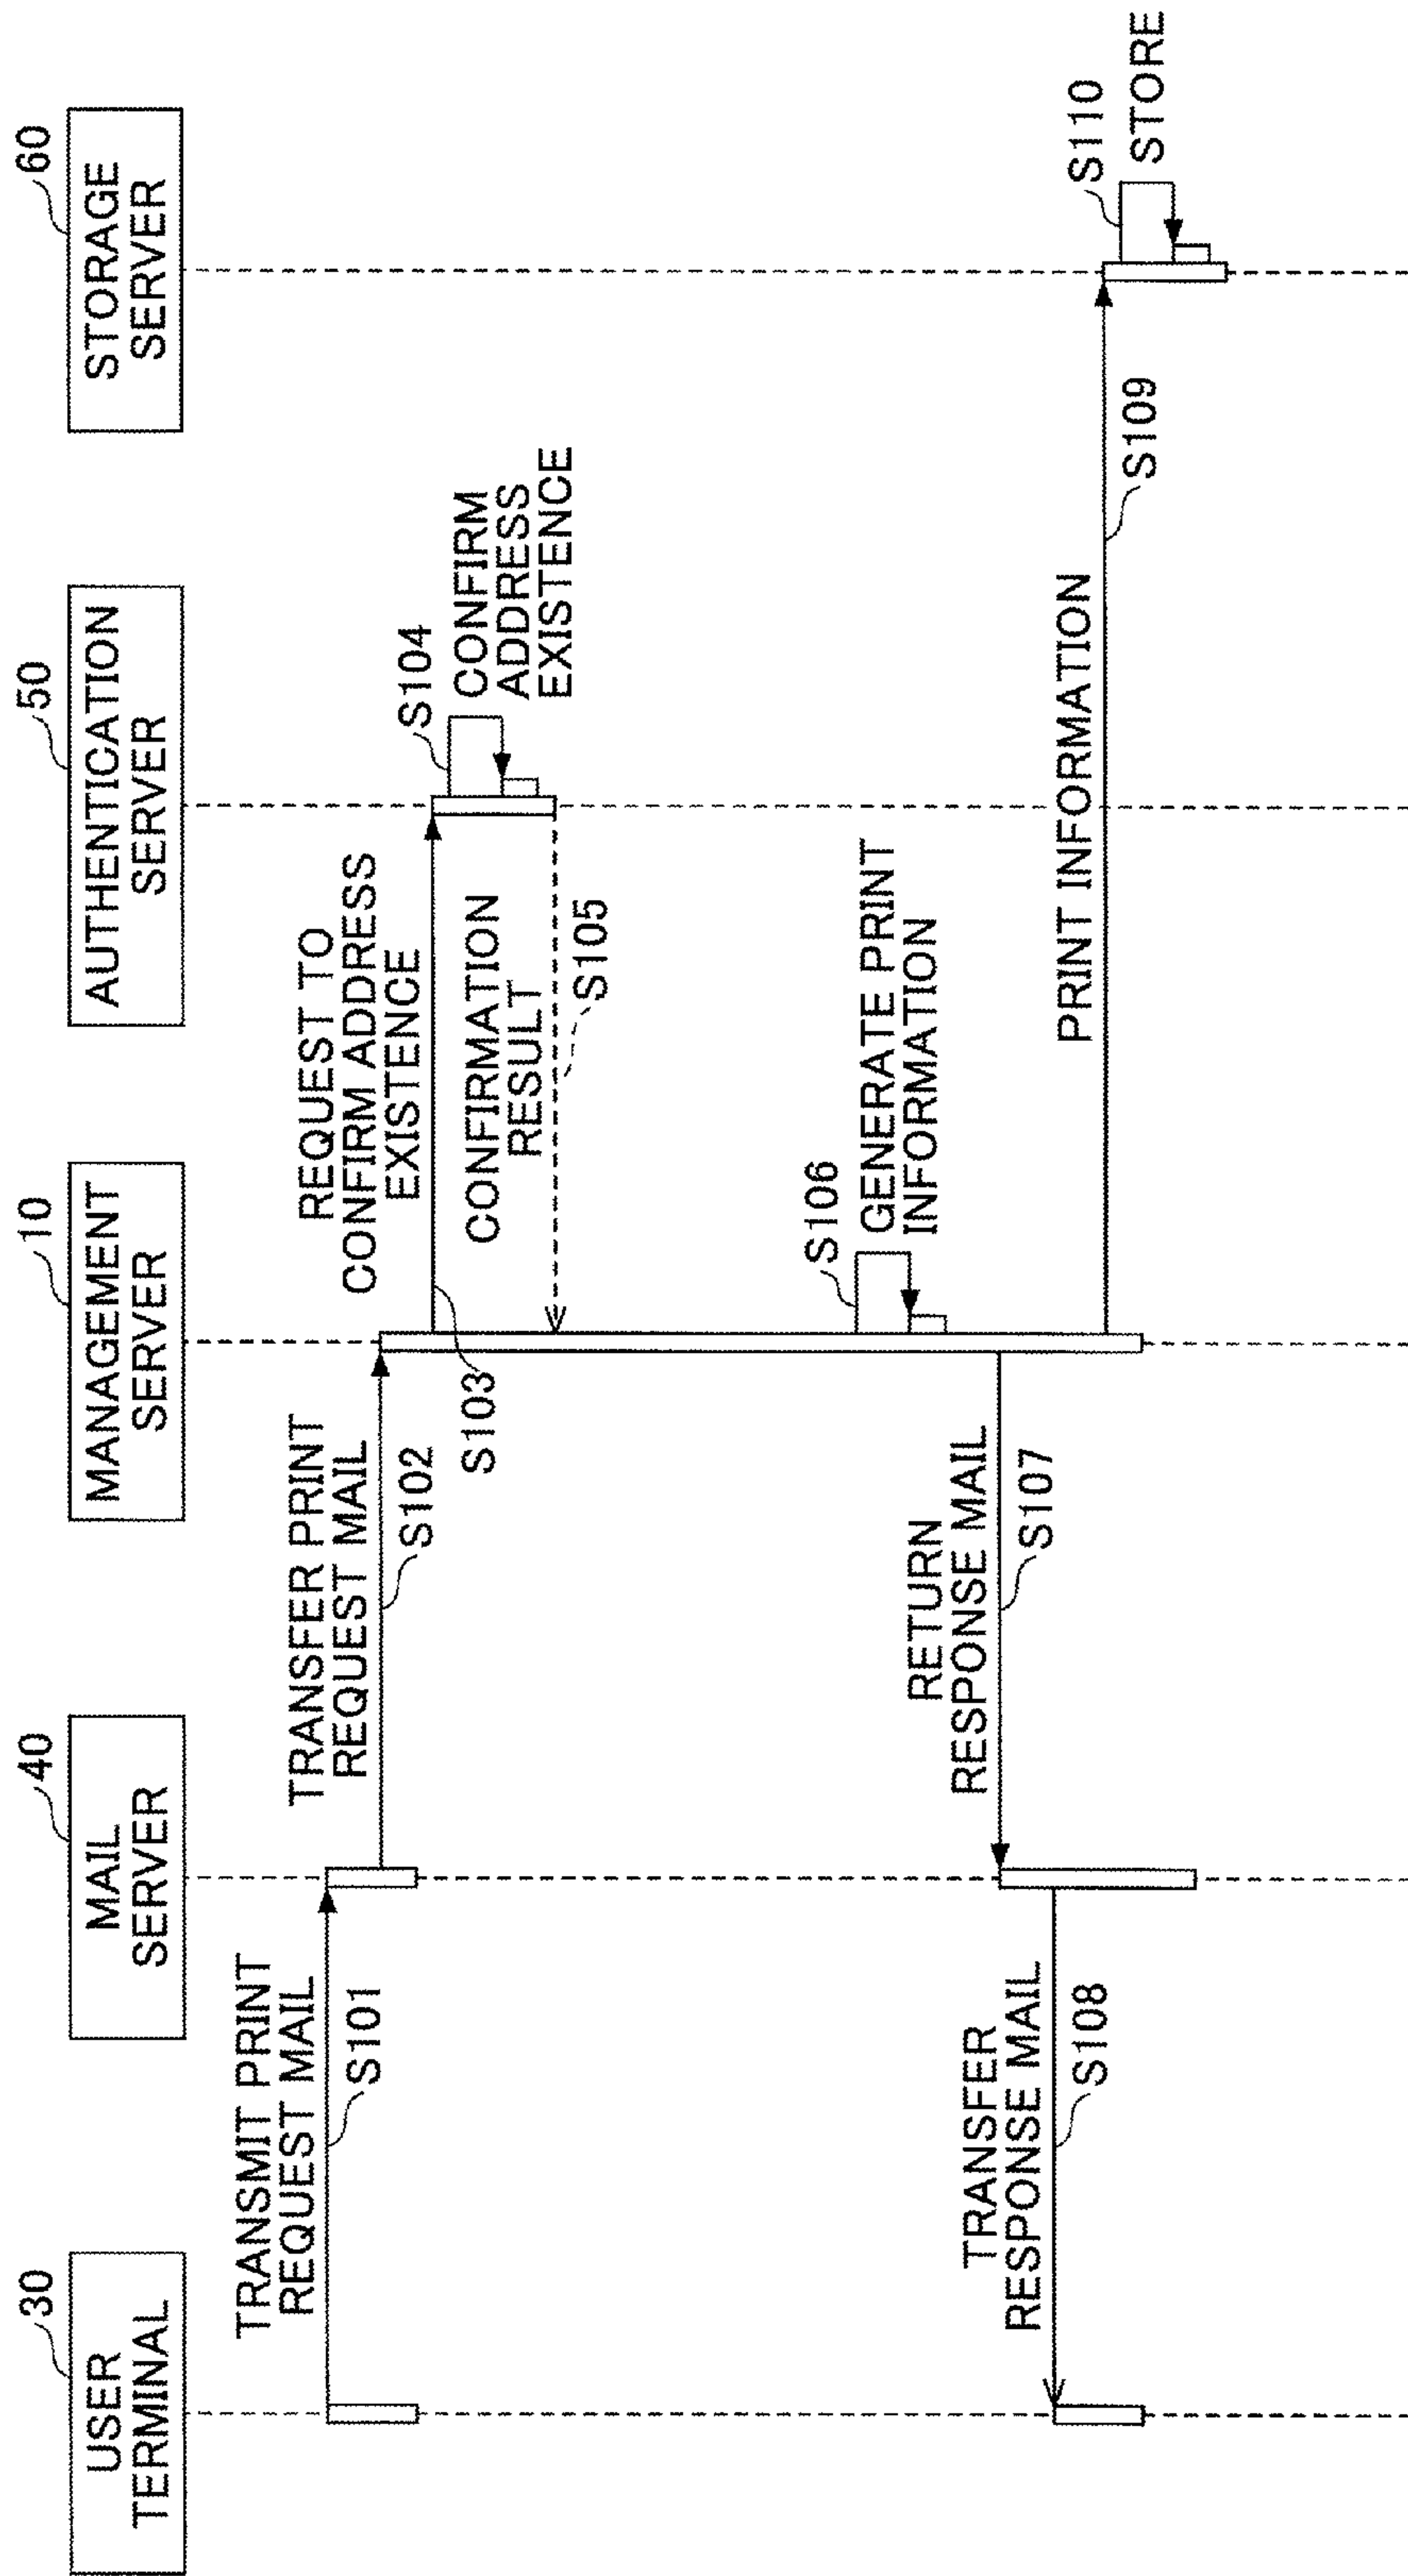 30
USER
TERMINAL
40
MAIL
SERVER
10
MANAGEMENT
SERVER
50
AUTHENTICATION
SERVER
60
STORAGE
SERVER
TRANSMIT PRINT
REQUEST MAIL
S101
TRANSFER PRINT
REQUEST MAIL
S102
REQUEST TO
CONFIRM ADDRESS
EXISTENCE
S103
S104
CONFIRM
ADDRESS
EXISTENCE
CONFIRMATION
RESULT
S105
S106
GENERATE PRINT
INFORMATION
RETURN
RESPONSE MAIL
S107
TRANSFER
RESPONSE MAIL
S108
PRINT INFORMATION
S109
S110
STORE